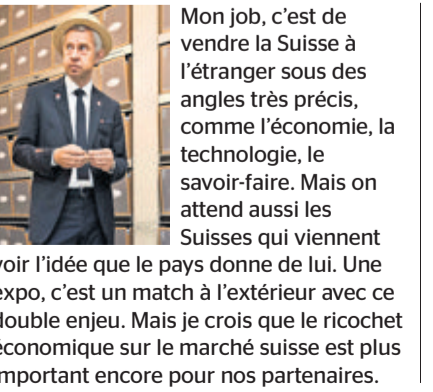 Mon job, c’est de
vendre la Suisse à
l’étranger sous des
angles très précis,
comme l’économie, la
technologie, le
savoir-faire. Mais on
attend aussi les
Suisses qui viennent
voir l’idée que le pays donne de lui. Une
expo, c’est un match à l’extérieur avec ce
double enjeu. Mais je crois que le ricochet
économique sur le marché suisse est plus
important encore pour nos partenaires.